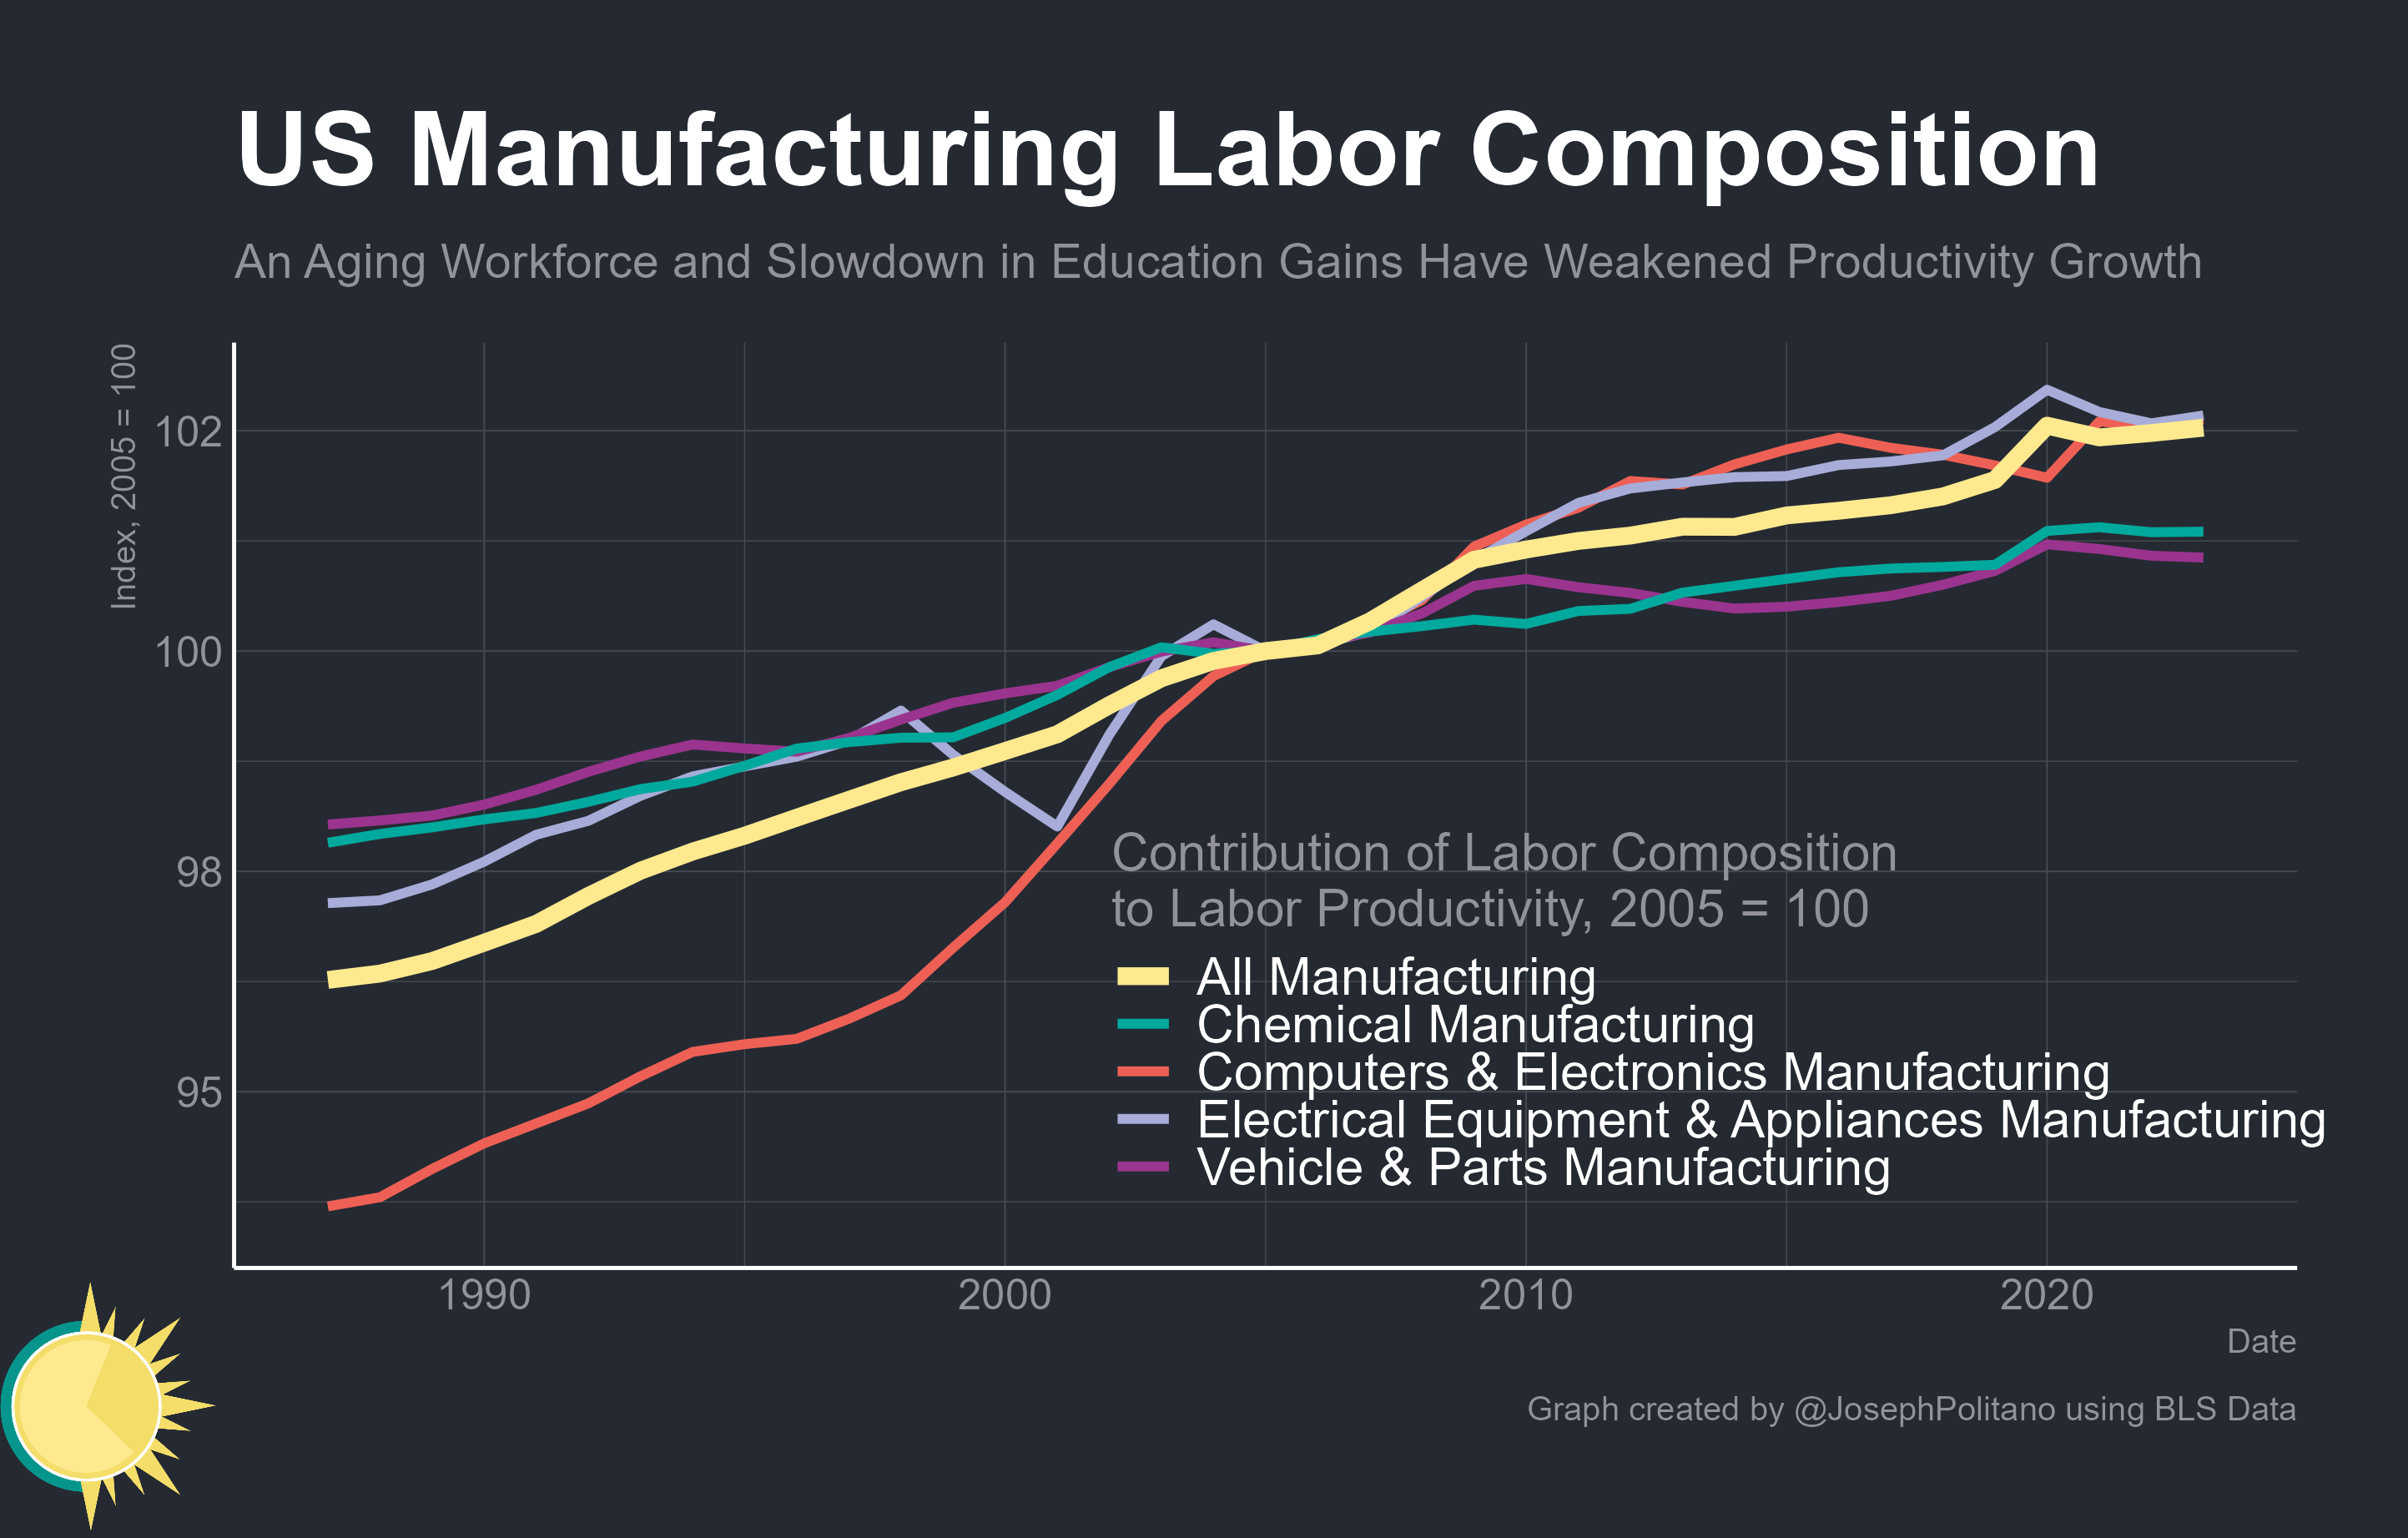 US Manufacturing Labor Composition
An Aging Workforce and Slowdown in Education Gains Have Weakened Productivity Growth
Index, 2005 = 100
102
100
98
95
Contribution of Labor Composition
to Labor Productivity, 2005 = 100
All Manufacturing
Chemical Manufacturing
Computers & Electronics Manufacturing
Electrical Equipment & Appliances Manufacturing
Vehicle & Parts Manufacturing
1990 2000 2010 2020
Date
Graph created by @JosephPolitano using BLS Data